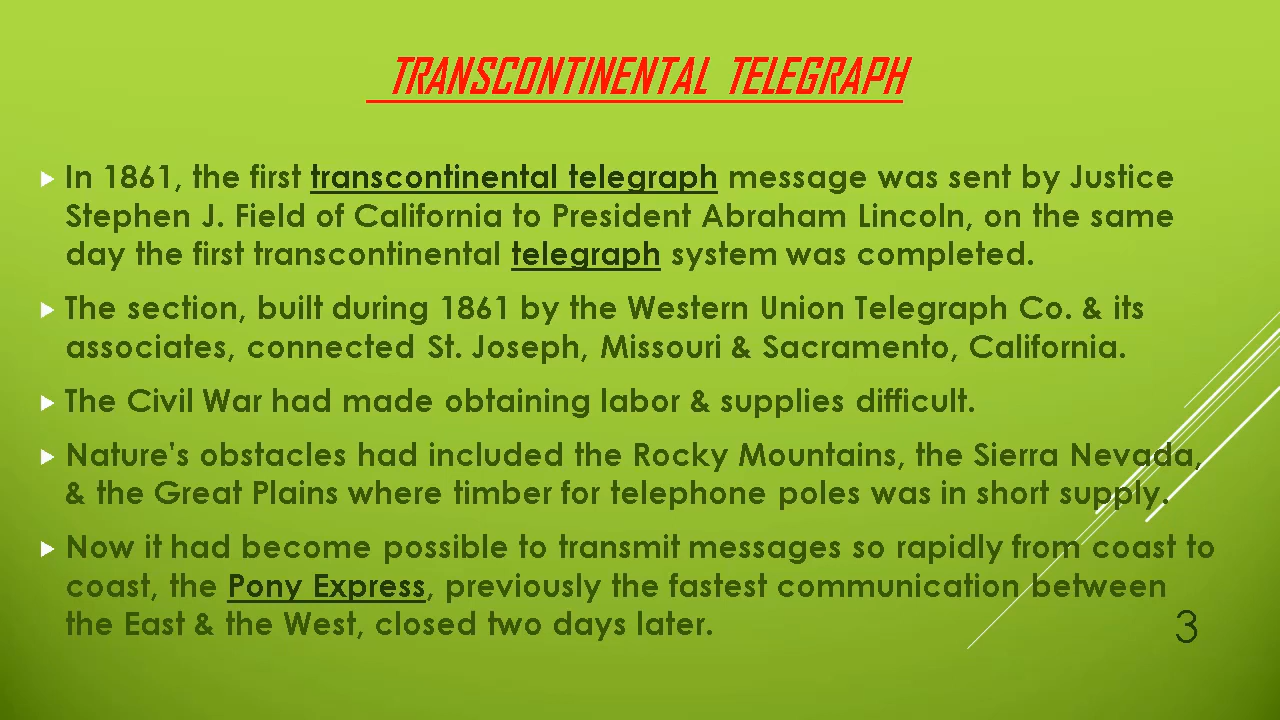 TRANSCONTINENTAL TELEGRAPH
In 1861, the first transcontinental telegraph message was sent by Justice
Stephen J. Field of California to President Abraham Lincoln, on the same
day the first transcontinental telegraph system was completed.
The section, built during 1861 by the Western Union Telegraph Co. & its
associates, connected St. Joseph, Missouri & Sacramento, California.
The Civil War had made obtaining labor & supplies difficult.
Nature's obstacles had included the Rocky Mountains, the Sierra Nevada,
& the Great Plains where timber for telephone poles was in short supply.
Now it had become possible to transmit messages so rapidly from coast to
coast, the Pony Express, previously the fastest communication between
the East & the West, closed two days later.
3